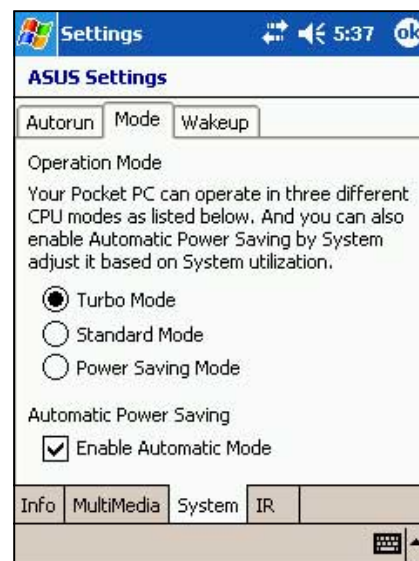 Settings 5:37 ok
ASUS Settings
Autorun Mode Wakeup
Operation Mode
Your Pocket PC can operate in three different
CPU modes as listed below. And you can also
enable Automatic Power Saving by System
adjust it based on System utilization.
Turbo Mode
Standard Mode
Power Saving Mode
Automatic Power Saving
Enable Automatic Mode
Info MultiMedia System IR